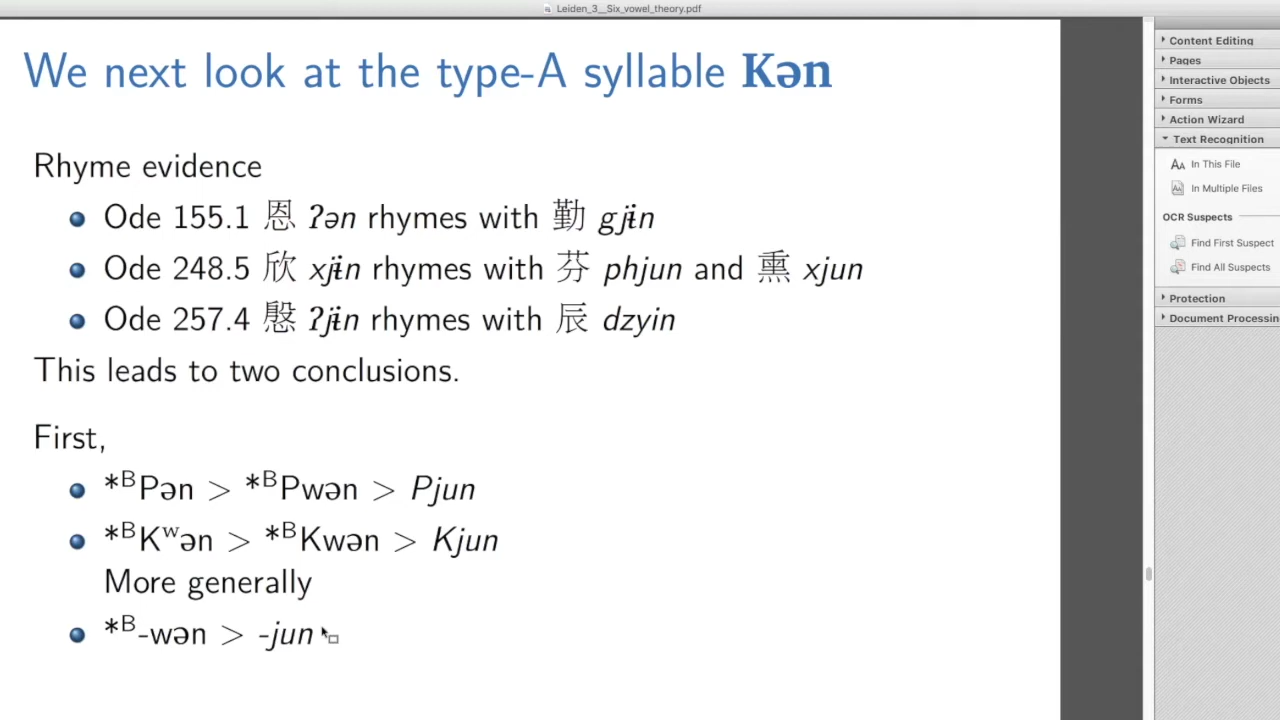 Leiden_3__Six_vowel_theory.pdf
We next look at the type-A syllable Kən
Rhyme evidence
Ode 155.1 恩 ʔən rhymes with 勤 gjɨn
Ode 248.5 欣 xjɨn rhymes with 芬 phjun and 熏 xjun
Ode 257.4 慇 ʔjɨn rhymes with 辰 dzyin
This leads to two conclusions.
First,
*ᴮPən > *ᴮPwən > Pjun
*ᴮKʷən > *ᴮKwən > Kjun
More generally
*ᴮ-wən > -jun
Content Editing
Pages
Interactive Objects
Forms
Action Wizard
Text Recognition
In This File
In Multiple Files
OCR Suspects
Find First Suspect
Find All Suspects
Protection
Document Processin